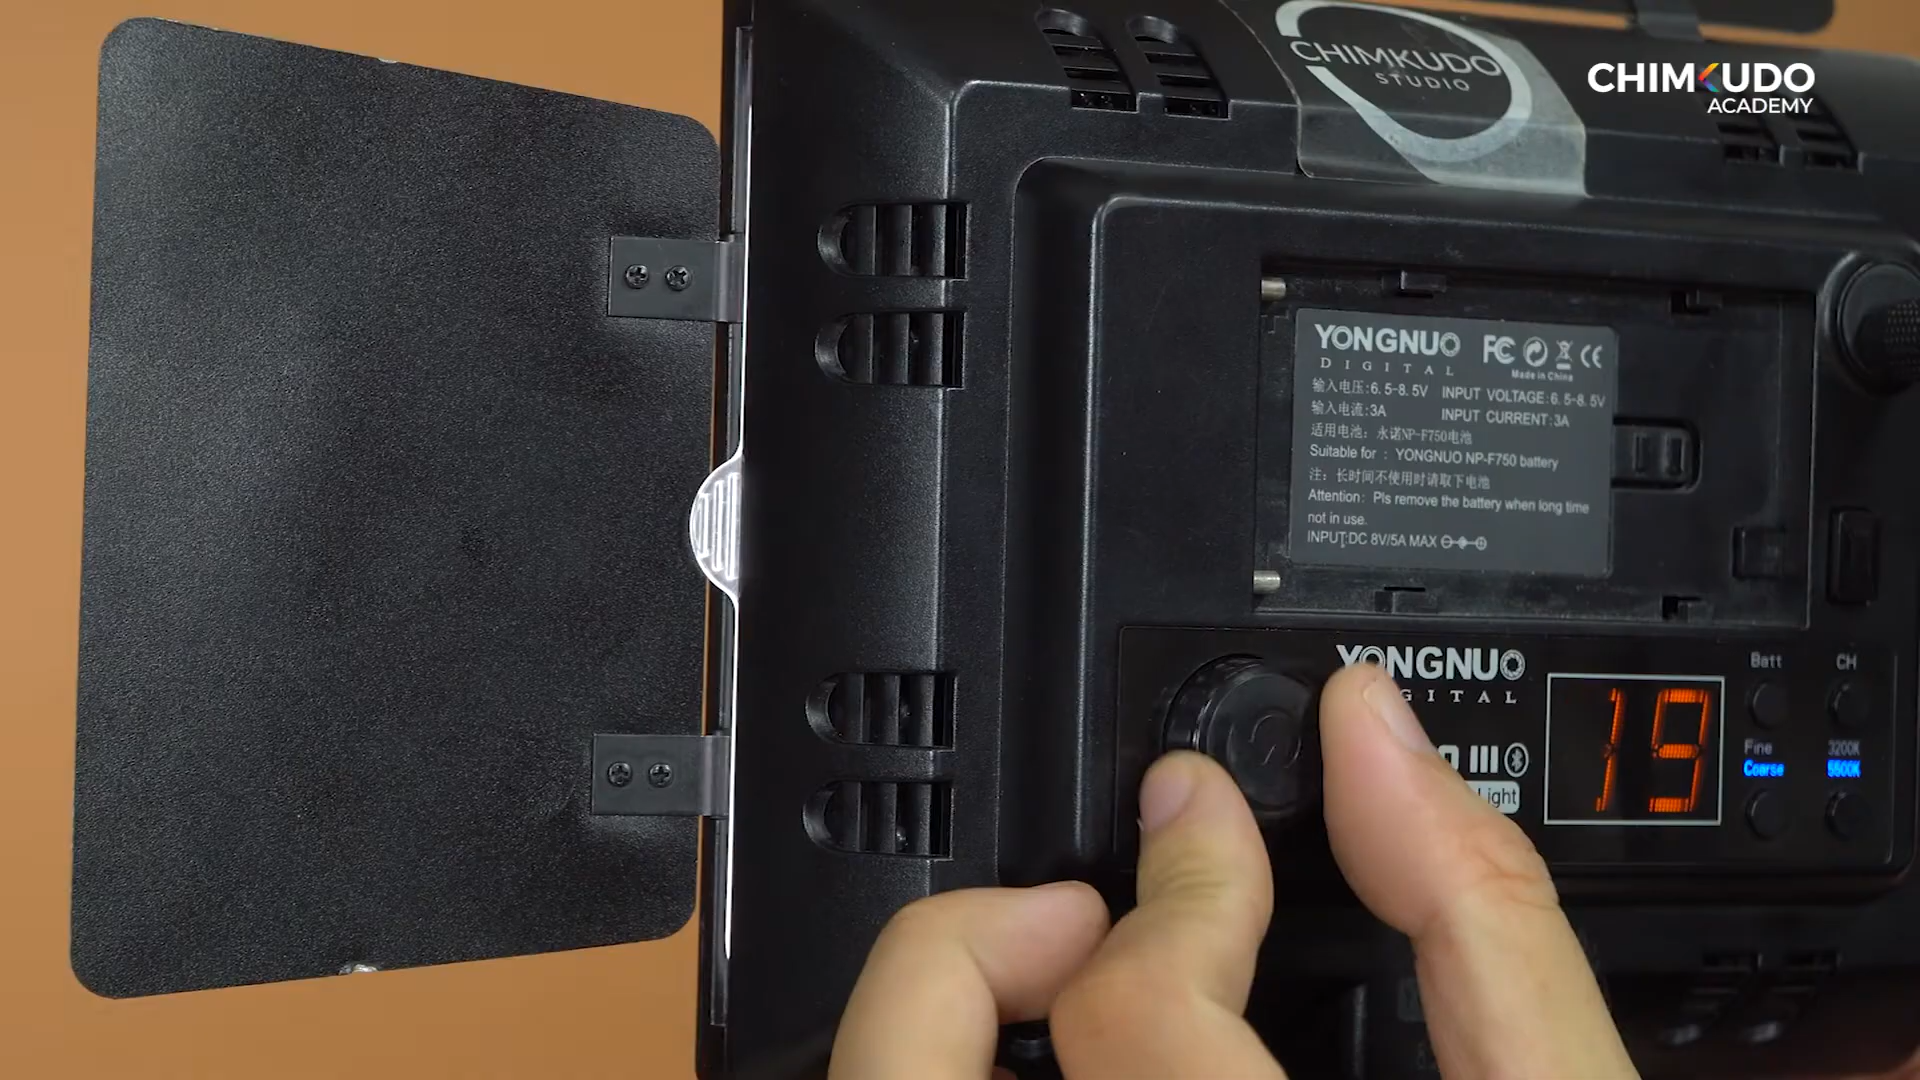 CHIMKUDO
STUDIO
CHIMKUDO
ACADEMY
YONGNUO
DIGITAL
FC CE
Made in China
输入电压:6.5-8.5V INPUT VOLTAGE:6.5-8.5V
输入电流:3A INPUT CURRENT:3A
适用电池: 永诺NP-F750电池
Suitable for : YONGNUO NP-F750 battery
注: 长时间不使用时请取下电池
Attention: Pls remove the battery when long time
not in use.
INPUT:DC 8V/5A MAX
YONGNUO
GITAL
III
Light
19
Batt CH
Fine 3200K
Coarse 5500K